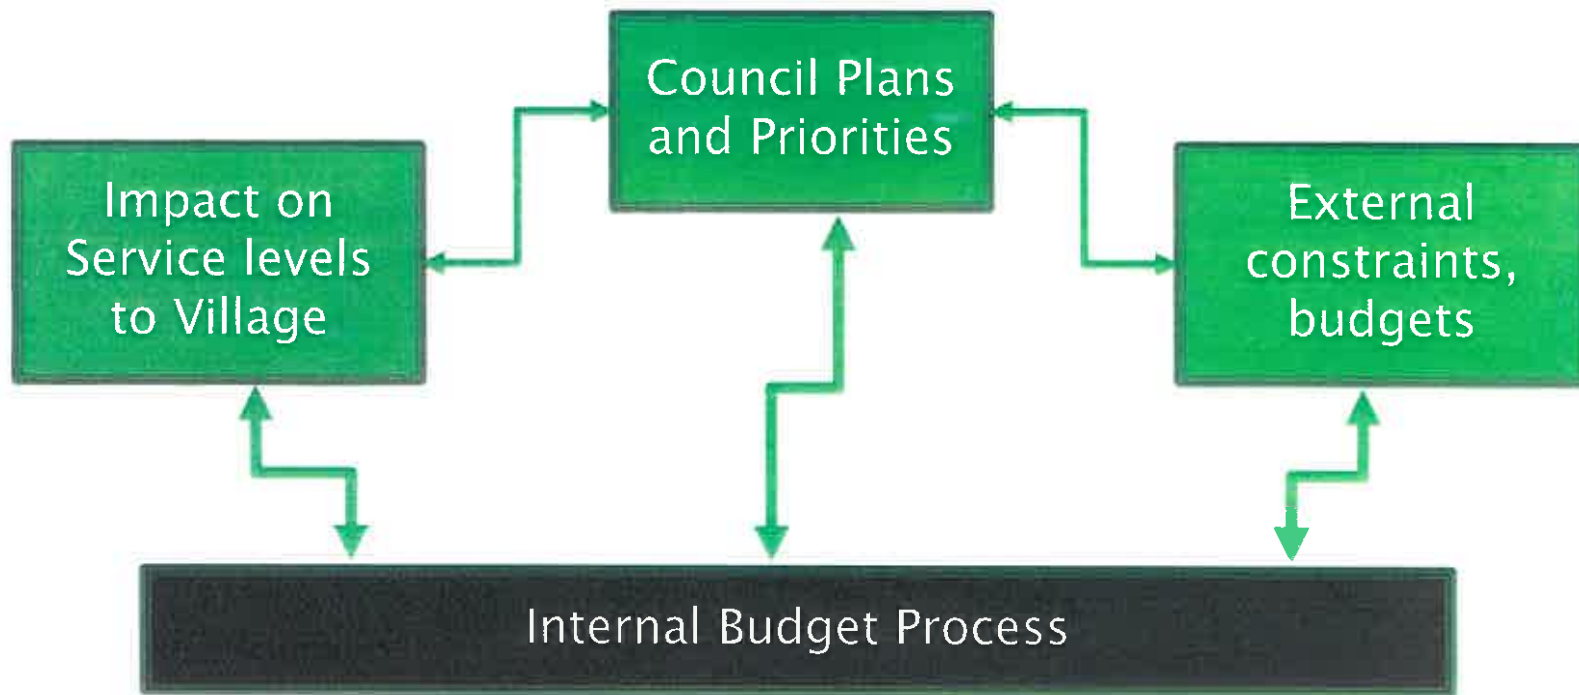 Council Plans
and Priorities
Impact on
Service levels
to Village
External
constraints,
budgets
Internal Budget Process